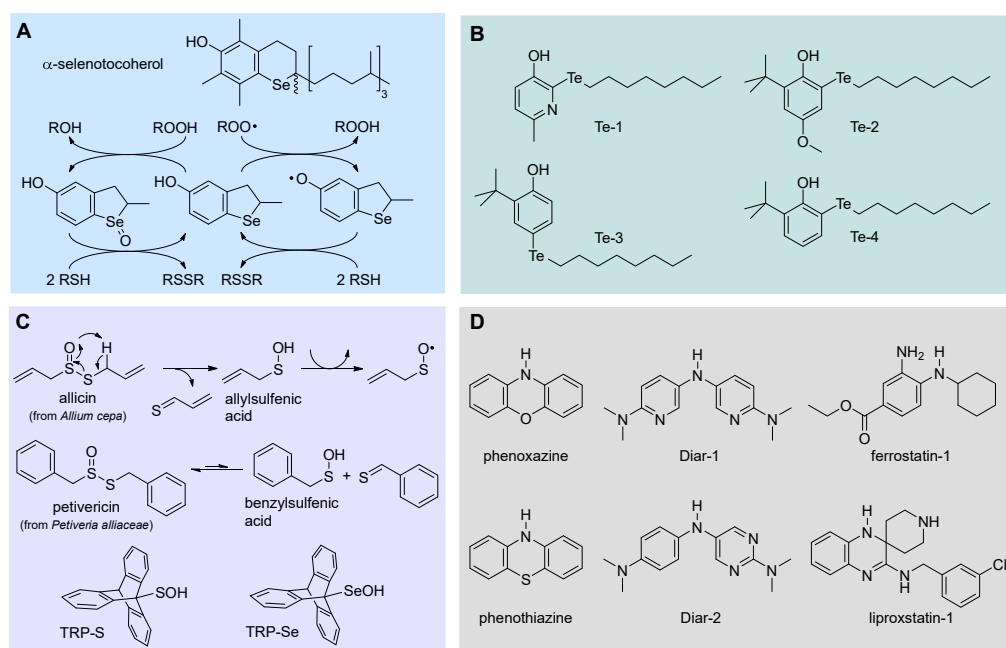 A
α-selenotocoherol
HO
Se
3
ROH
ROOH
ROO•
ROOH
HO
Se
O
HO
Se
•O
Se
2 RSH
RSSR
RSSR
2 RSH
B
OH
Te
N
Te-1
OH
Te
O
Te-2
OH
Te
Te-3
OH
Te
Te-4
C
O
H
S
S
allicin
(from Allium cepa)
S
OH
S
allylsulfenic
acid
O•
S
O
S
S
petivericin
(from Petiveria alliaceae)
OH
S
+
S
benzylsulfenic
acid
SOH
TRP-S
SeOH
TRP-Se
D
H
N
O
phenoxazine
H
N
N
N
N
N
Diar-1
NH2
H
N
O
O
ferrostatin-1
H
N
S
phenothiazine
H
N
N
N
N
N
Diar-2
H
N
NH
N
N
H
Cl
liproxstatin-1